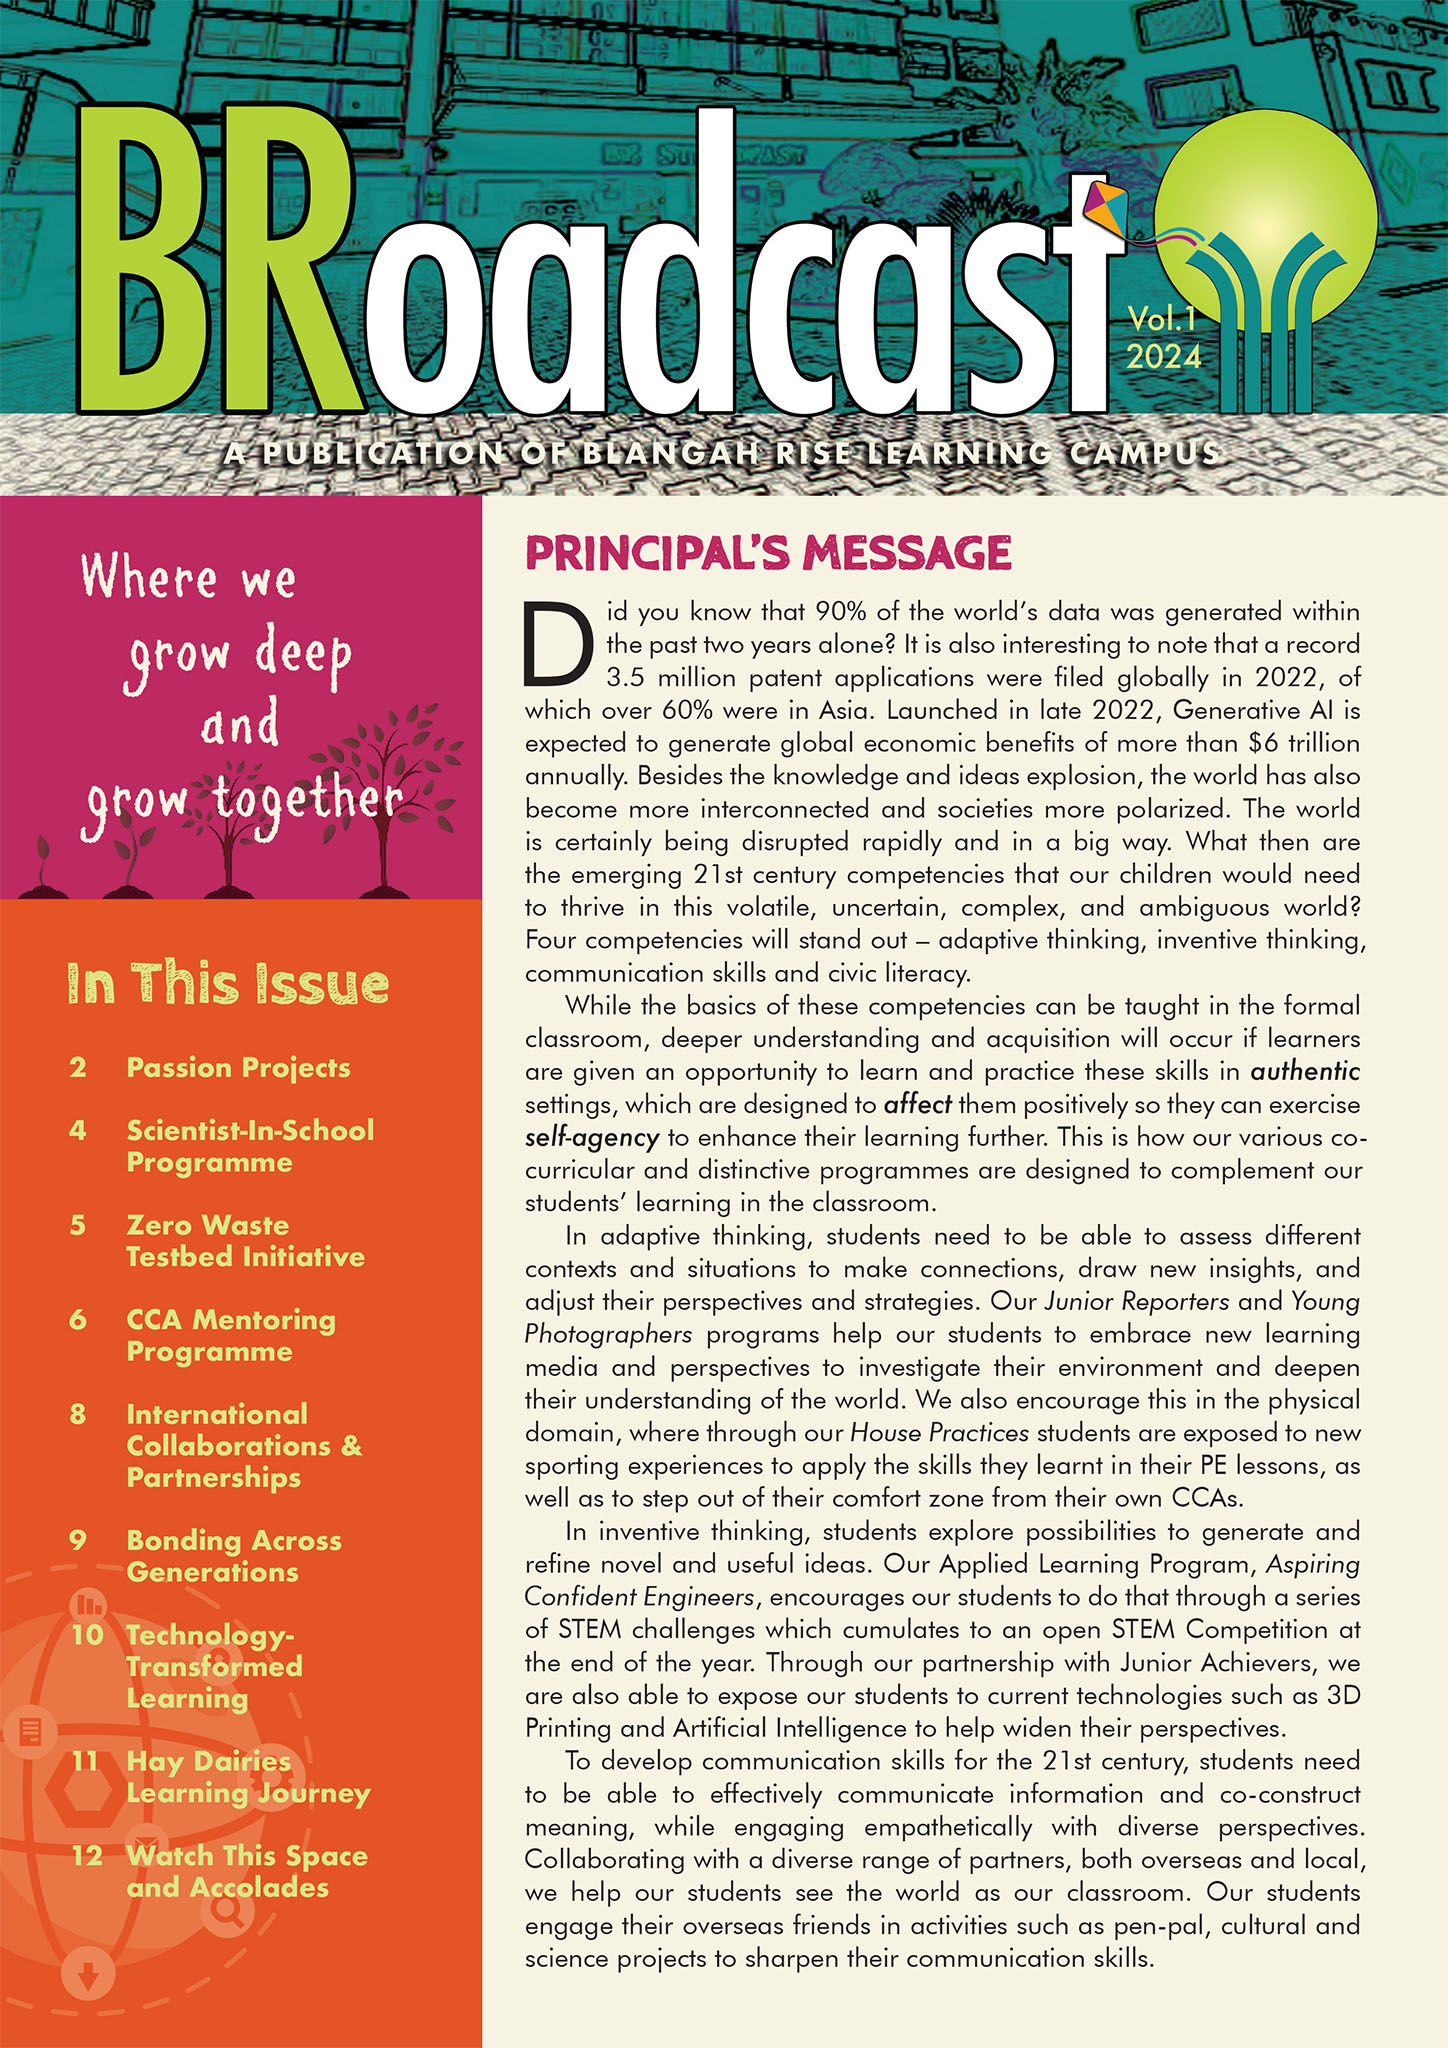 BRoadcast
Vol.1
2024
A PUBLICATION OF BLANGAH RISE LEARNING CAMPUS
Where we
grow deep
and
grow together
In This Issue
2 Passion Projects
4 Scientist-In-School
Programme
5 Zero Waste
Testbed Initiative
6 CCA Mentoring
Programme
8 International
Collaborations &
Partnerships
9 Bonding Across
Generations
10 Technology-
Transformed
Learning
11 Hay Dairies
Learning Journey
12 Watch This Space
and Accolades
PRINCIPAL'S MESSAGE
Did you know that 90% of the world's data was generated within
the past two years alone? It is also interesting to note that a record
3.5 million patent applications were filed globally in 2022, of
which over 60% were in Asia. Launched in late 2022, Generative AI is
expected to generate global economic benefits of more than $6 trillion
annually. Besides the knowledge and ideas explosion, the world has also
become more interconnected and societies more polarized. The world
is certainly being disrupted rapidly and in a big way. What then are
the emerging 21st century competencies that our children would need
to thrive in this volatile, uncertain, complex, and ambiguous world?
Four competencies will stand out – adaptive thinking, inventive thinking,
communication skills and civic literacy.
While the basics of these competencies can be taught in the formal
classroom, deeper understanding and acquisition will occur if learners
are given an opportunity to learn and practice these skills in authentic
settings, which are designed to affect them positively so they can exercise
self-agency to enhance their learning further. This is how our various co-
curricular and distinctive programmes are designed to complement our
students' learning in the classroom.
In adaptive thinking, students need to be able to assess different
contexts and situations to make connections, draw new insights, and
adjust their perspectives and strategies. Our Junior Reporters and Young
Photographers programs help our students to embrace new learning
media and perspectives to investigate their environment and deepen
their understanding of the world. We also encourage this in the physical
domain, where through our House Practices students are exposed to new
sporting experiences to apply the skills they learnt in their PE lessons, as
well as to step out of their comfort zone from their own CCAs.
In inventive thinking, students explore possibilities to generate and
refine novel and useful ideas. Our Applied Learning Program, Aspiring
Confident Engineers, encourages our students to do that through a series
of STEM challenges which cumulates to an open STEM Competition at
the end of the year. Through our partnership with Junior Achievers, we
are also able to expose our students to current technologies such as 3D
Printing and Artificial Intelligence to help widen their perspectives.
To develop communication skills for the 21st century, students need
to be able to effectively communicate information and co-construct
meaning, while engaging empathetically with diverse perspectives.
Collaborating with a diverse range of partners, both overseas and local,
we help our students see the world as our classroom. Our students
engage their overseas friends in activities such as pen-pal, cultural and
science projects to sharpen their communication skills.